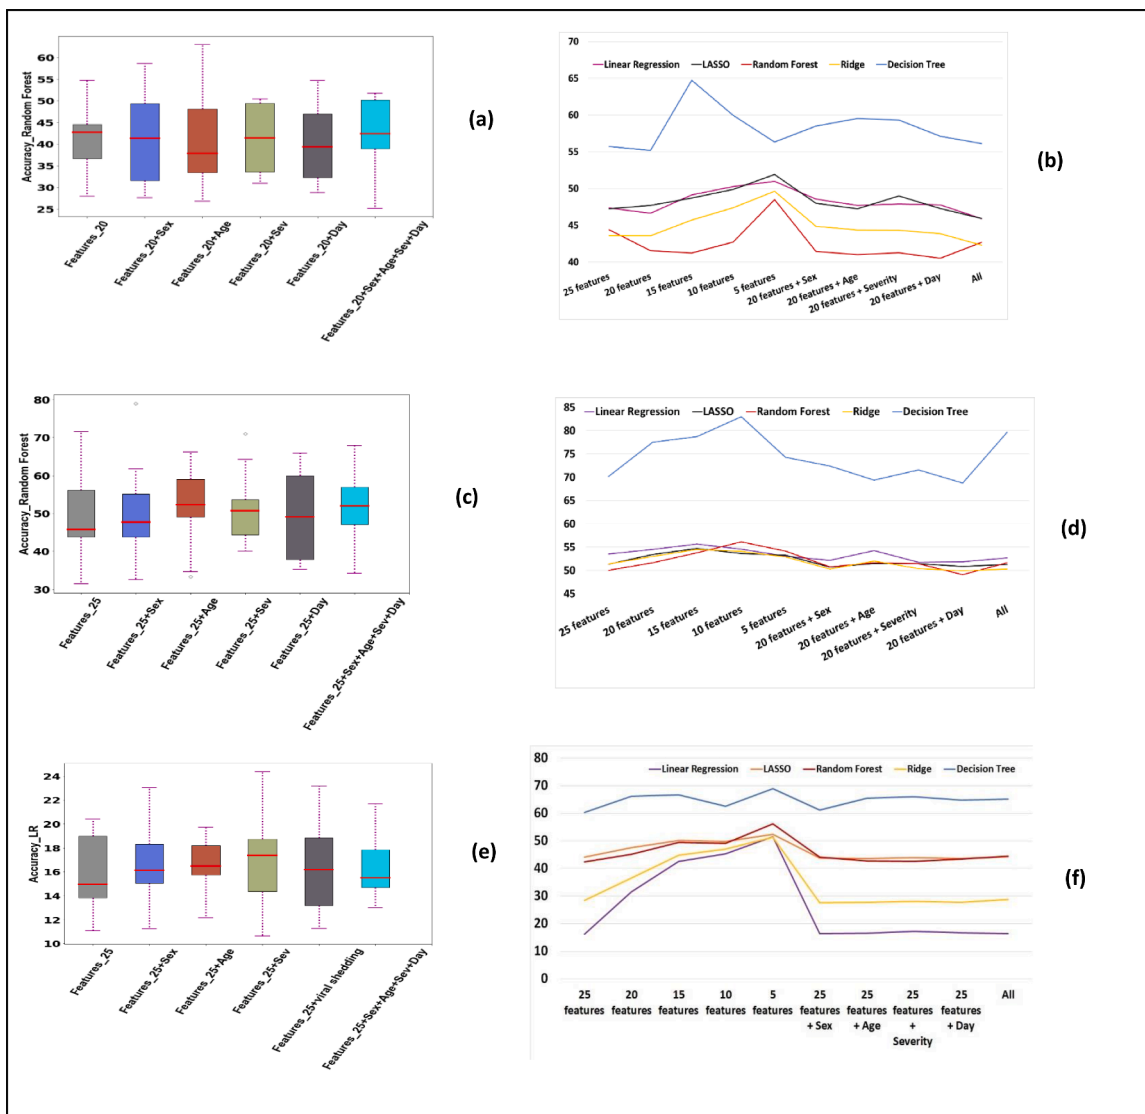 60
55
50
45
40
35
30
25
Accuracy_Random Forest
Features_20
Features_20+Sex
Features_20+Age
Features_20+Sev
Features_20+Day
Features_20+Sex+Age+Sev+Day
(a)
70
65
60
55
50
45
40
Linear Regression LASSO Random Forest Ridge Decision Tree
25 features
20 features
15 features
10 features
5 features
20 features + Sex
20 features + Age
20 features + Severity
20 features + Day
All
(b)
80
70
60
50
40
30
Accuracy_Random Forest
Features_25
Features_25+Sex
Features_25+Age
Features_25+Sev
Features_25+Day
Features_25+Sex+Age+Sev+Day
(c)
85
80
75
70
65
60
55
50
45
Linear Regression LASSO Random Forest Ridge Decision Tree
25 features
20 features
15 features
10 features
5 features
20 features + Sex
20 features + Age
20 features + Severity
20 features + Day
All
(d)
24
22
20
18
16
14
12
10
Accuracy_LR
Features_25
Features_25+Sex
Features_25+Age
Features_25+Sev
Features_25+viral shedding
Features_25+Sex+Age+Sev+Day
(e)
80
70
60
50
40
30
20
10
0
Linear Regression LASSO Random Forest Ridge Decision Tree
25 20 15 10 5 25 25 25 25 All
features features features features features features features features features
+ Sex + Age + + Day
Severity
(f)